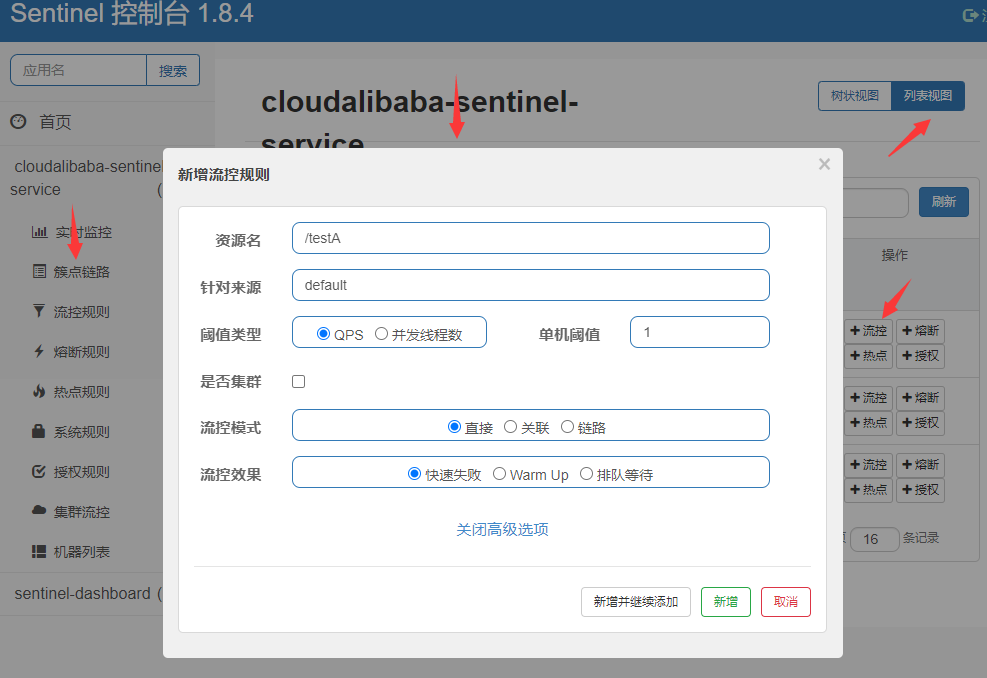 Sentinel 控制台 1.8.4
应用名
搜索
首页
cloudalibaba-sentinel
service (
实时监控
簇点链路
流控规则
熔断规则
热点规则
系统规则
授权规则
集群流控
机器列表
sentinel-dashboard (
cloudalibaba-sentinel-
service
树状视图 列表视图
刷新
操作
流控 熔断
热点 授权
流控 熔断
热点 授权
流控 熔断
热点 授权
16 条记录
新增流控规则 ×
资源名 /testA
针对来源 default
阈值类型 QPS 并发线程数 单机阈值 1
是否集群
流控模式 直接 关联 链路
流控效果 快速失败 Warm Up 排队等待
关闭高级选项
新增并继续添加 新增 取消